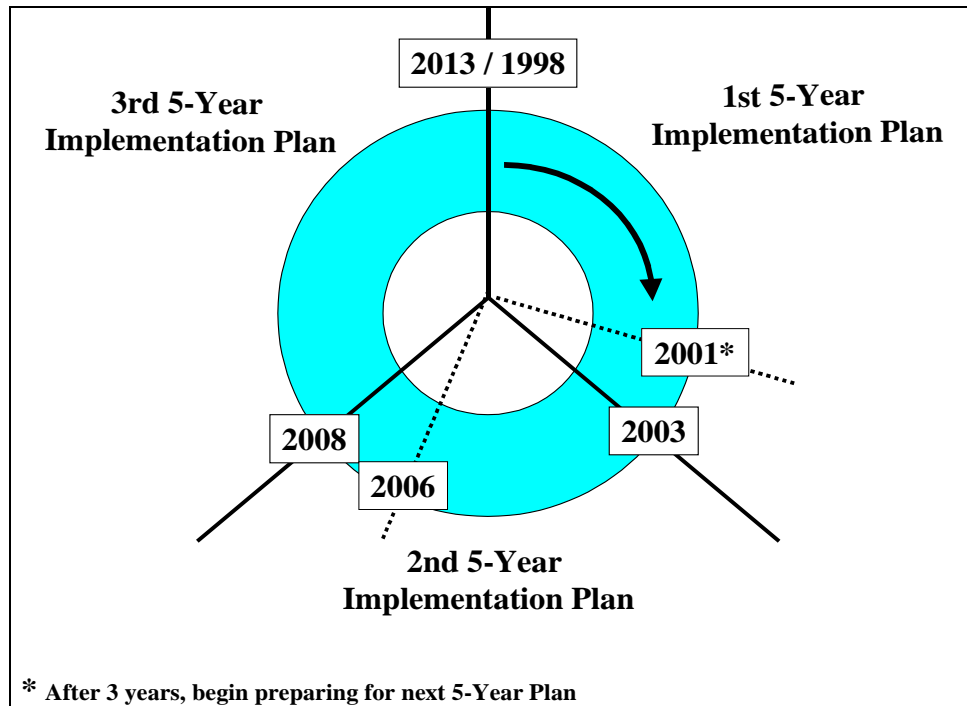 2013 / 1998
3rd 5-Year
Implementation Plan
1st 5-Year
Implementation Plan
2001*
2003
2008
2006
2nd 5-Year
Implementation Plan
* After 3 years, begin preparing for next 5-Year Plan